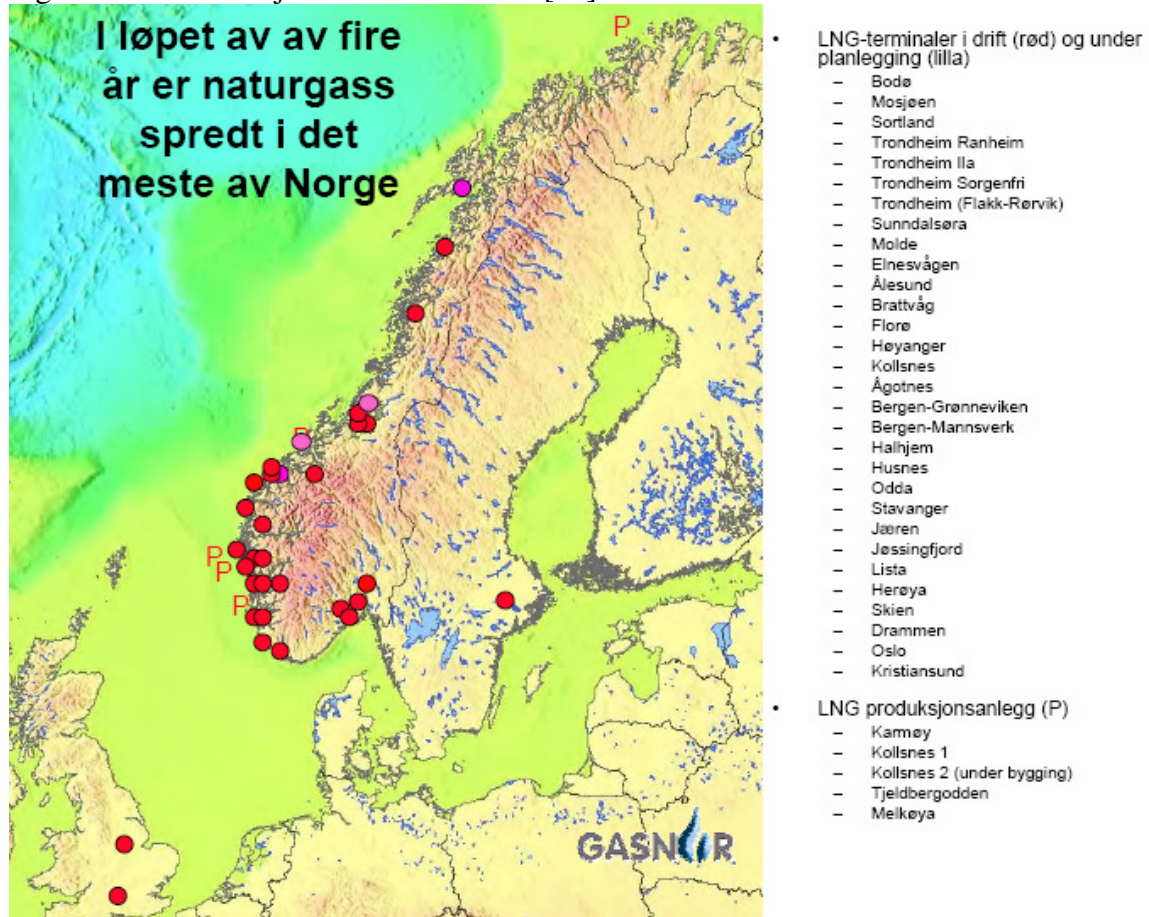 I løpet av av fire
år er naturgass
spredt i det
meste av Norge
P
P
P
P
P
GASNOR
• LNG-terminaler i drift (rød) og under
planlegging (lilla)
– Bodø
– Mosjøen
– Sortland
– Trondheim Ranheim
– Trondheim Ila
– Trondheim Sorgenfri
– Trondheim (Flakk-Rørvik)
– Sunndalsøra
– Molde
– Elnesvågen
– Ålesund
– Brattvåg
– Florø
– Høyanger
– Kollsnes
– Ågotnes
– Bergen-Grønneviken
– Bergen-Mannsverk
– Halhjem
– Husnes
– Odda
– Stavanger
– Jæren
– Jøssingfjord
– Lista
– Herøya
– Skien
– Drammen
– Oslo
– Kristiansund
• LNG produksjonsanlegg (P)
– Karmøy
– Kollsnes 1
– Kollsnes 2 (under bygging)
– Tjeldbergodden
– Melkøya